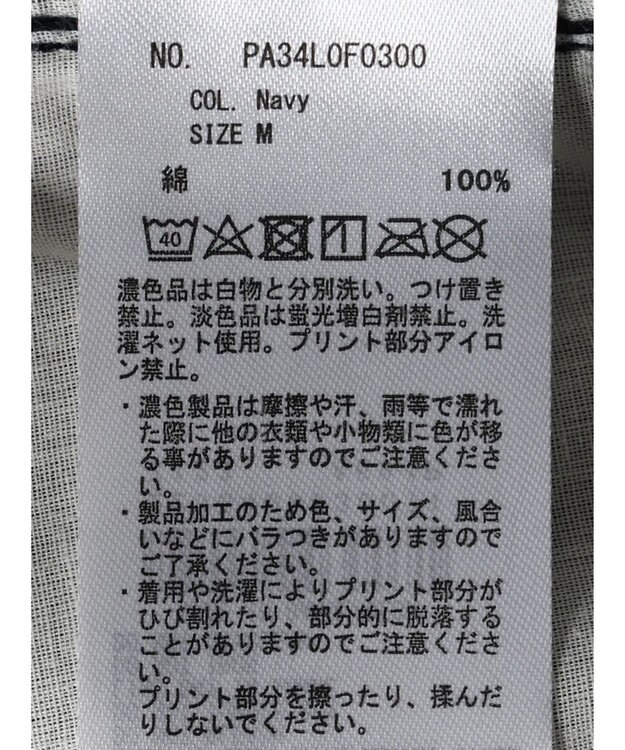 NO. PA34L0F0300
COL. Navy
SIZE M
綿 100%
40
濃色品は白物と分別洗い。つけ置き
禁止。淡色品は蛍光増白剤禁止。洗
濯ネット使用。プリント部分アイロ
ン禁止。
・濃色製品は摩擦や汗、雨等で濡れ
た際に他の衣類や小物類に色が移
る事がありますのでご注意くださ
い。
・製品加工のため色、サイズ、風合
いなどにバラつきがありますので
ご了承ください。
・着用や洗濯によりプリント部分が
ひび割れたり、部分的に脱落する
ことがありますのでご注意くださ
い。
プリント部分を擦ったり、揉んだ
りしないでください。